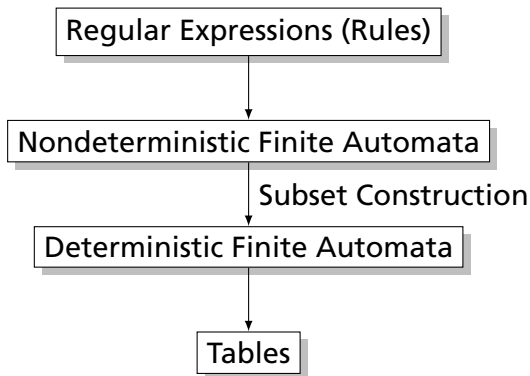 Regular Expressions (Rules)
Nondeterministic Finite Automata
Subset Construction
Deterministic Finite Automata
Tables